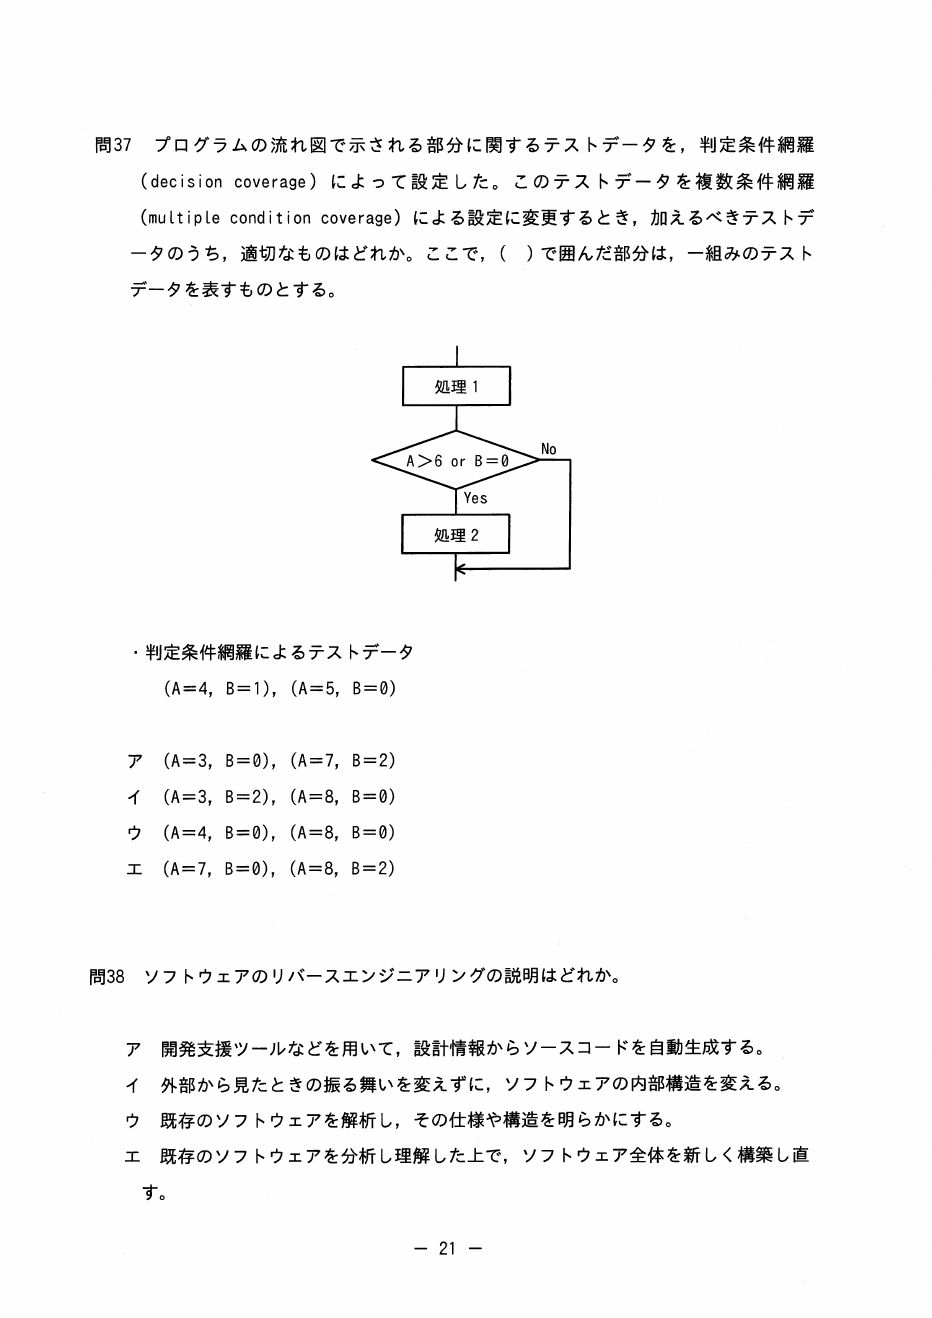 問37　プログラムの流れ図で示される部分に関するテストデータを，判定条件網羅
（decision coverage）によって設定した。このテストデータを複数条件網羅
（multiple condition coverage）による設定に変更するとき，加えるべきテストデ
ータのうち，適切なものはどれか。ここで，（　）で囲んだ部分は，一組みのテスト
データを表すものとする。
処理1
No
A＞6 or B＝0
Yes
処理2
・判定条件網羅によるテストデータ
（A＝4，B＝1），（A＝5，B＝0）
ア　（A＝3，B＝0），（A＝7，B＝2）
イ　（A＝3，B＝2），（A＝8，B＝0）
ウ　（A＝4，B＝0），（A＝8，B＝0）
エ　（A＝7，B＝0），（A＝8，B＝2）
問38　ソフトウェアのリバースエンジニアリングの説明はどれか。
ア　開発支援ツールなどを用いて，設計情報からソースコードを自動生成する。
イ　外部から見たときの振る舞いを変えずに，ソフトウェアの内部構造を変える。
ウ　既存のソフトウェアを解析し，その仕様や構造を明らかにする。
エ　既存のソフトウェアを分析し理解した上で，ソフトウェア全体を新しく構築し直
す。
－ 21 －